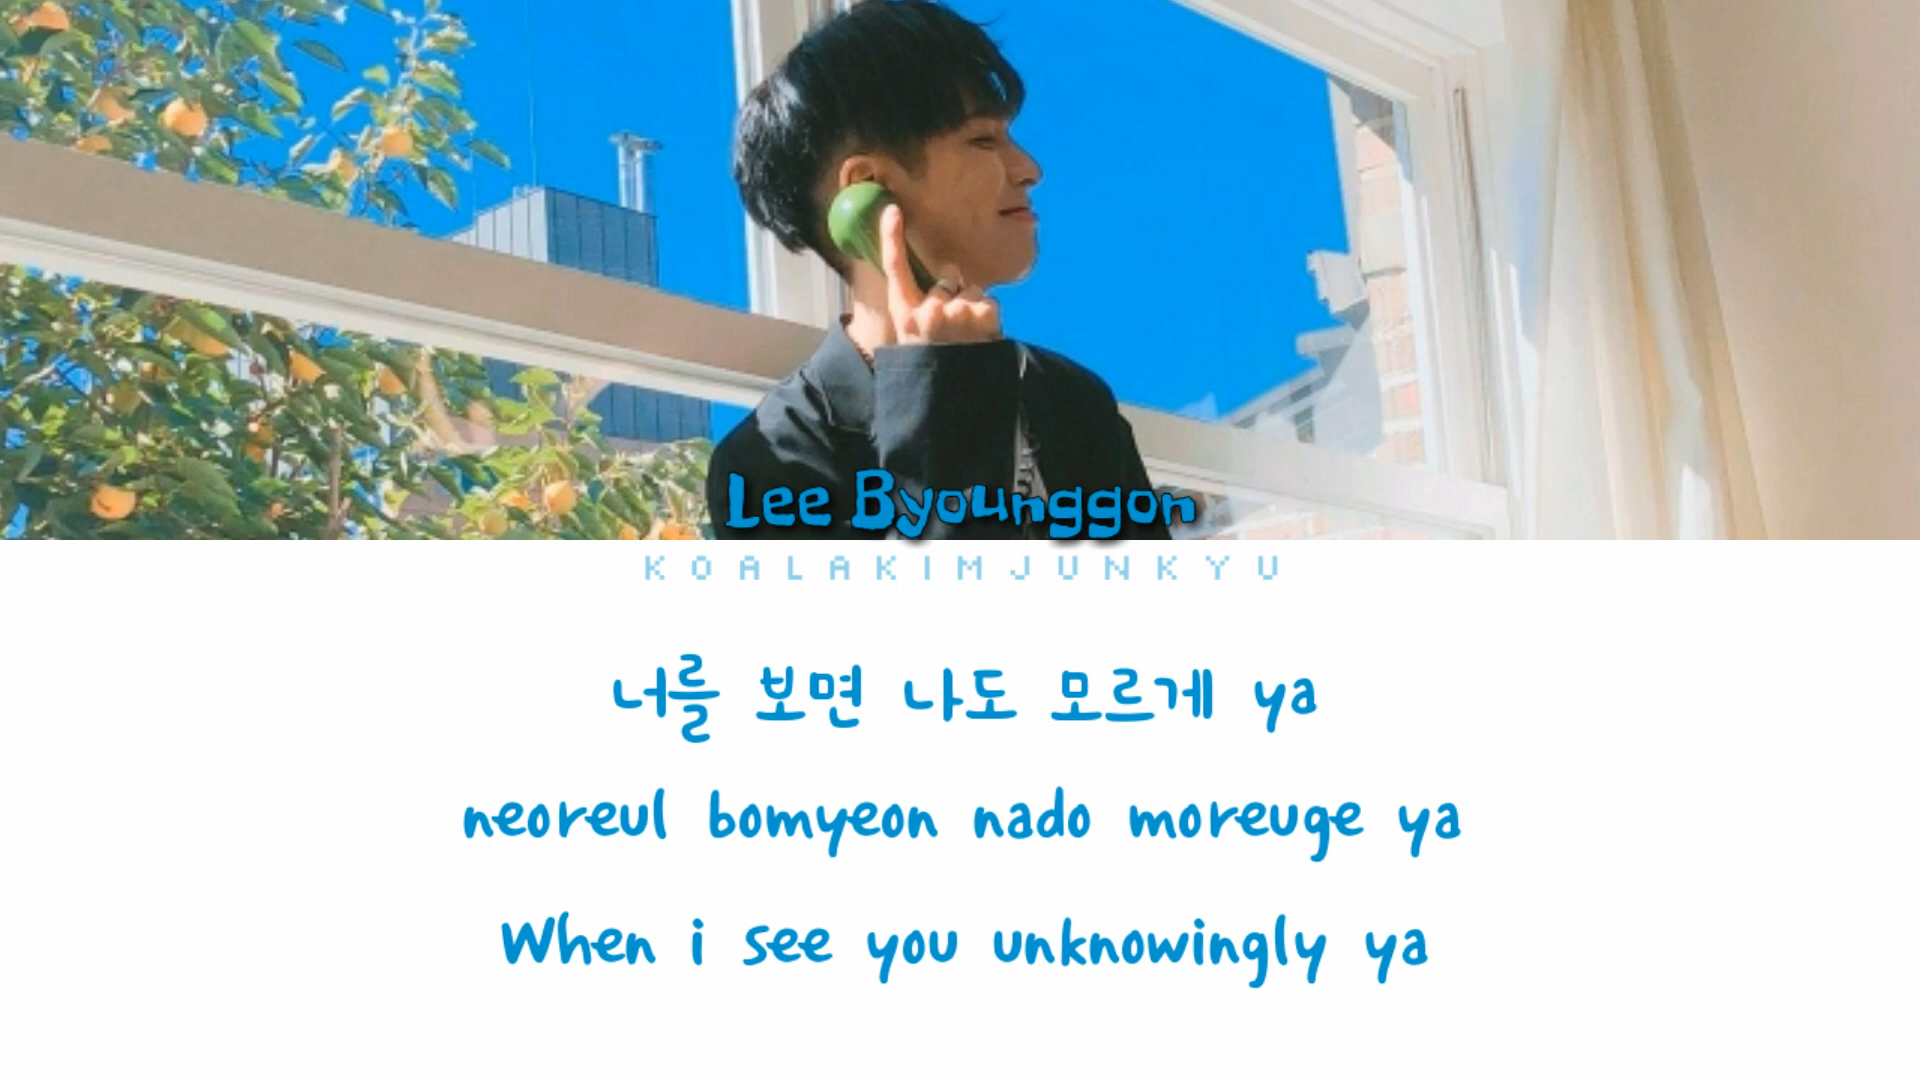 Lee Byounggon
KOALAKIMJUNKYU
너를 보면 나도 모르게 ya
neoreul bomyeon nado moreuge ya
When i see you unknowingly ya